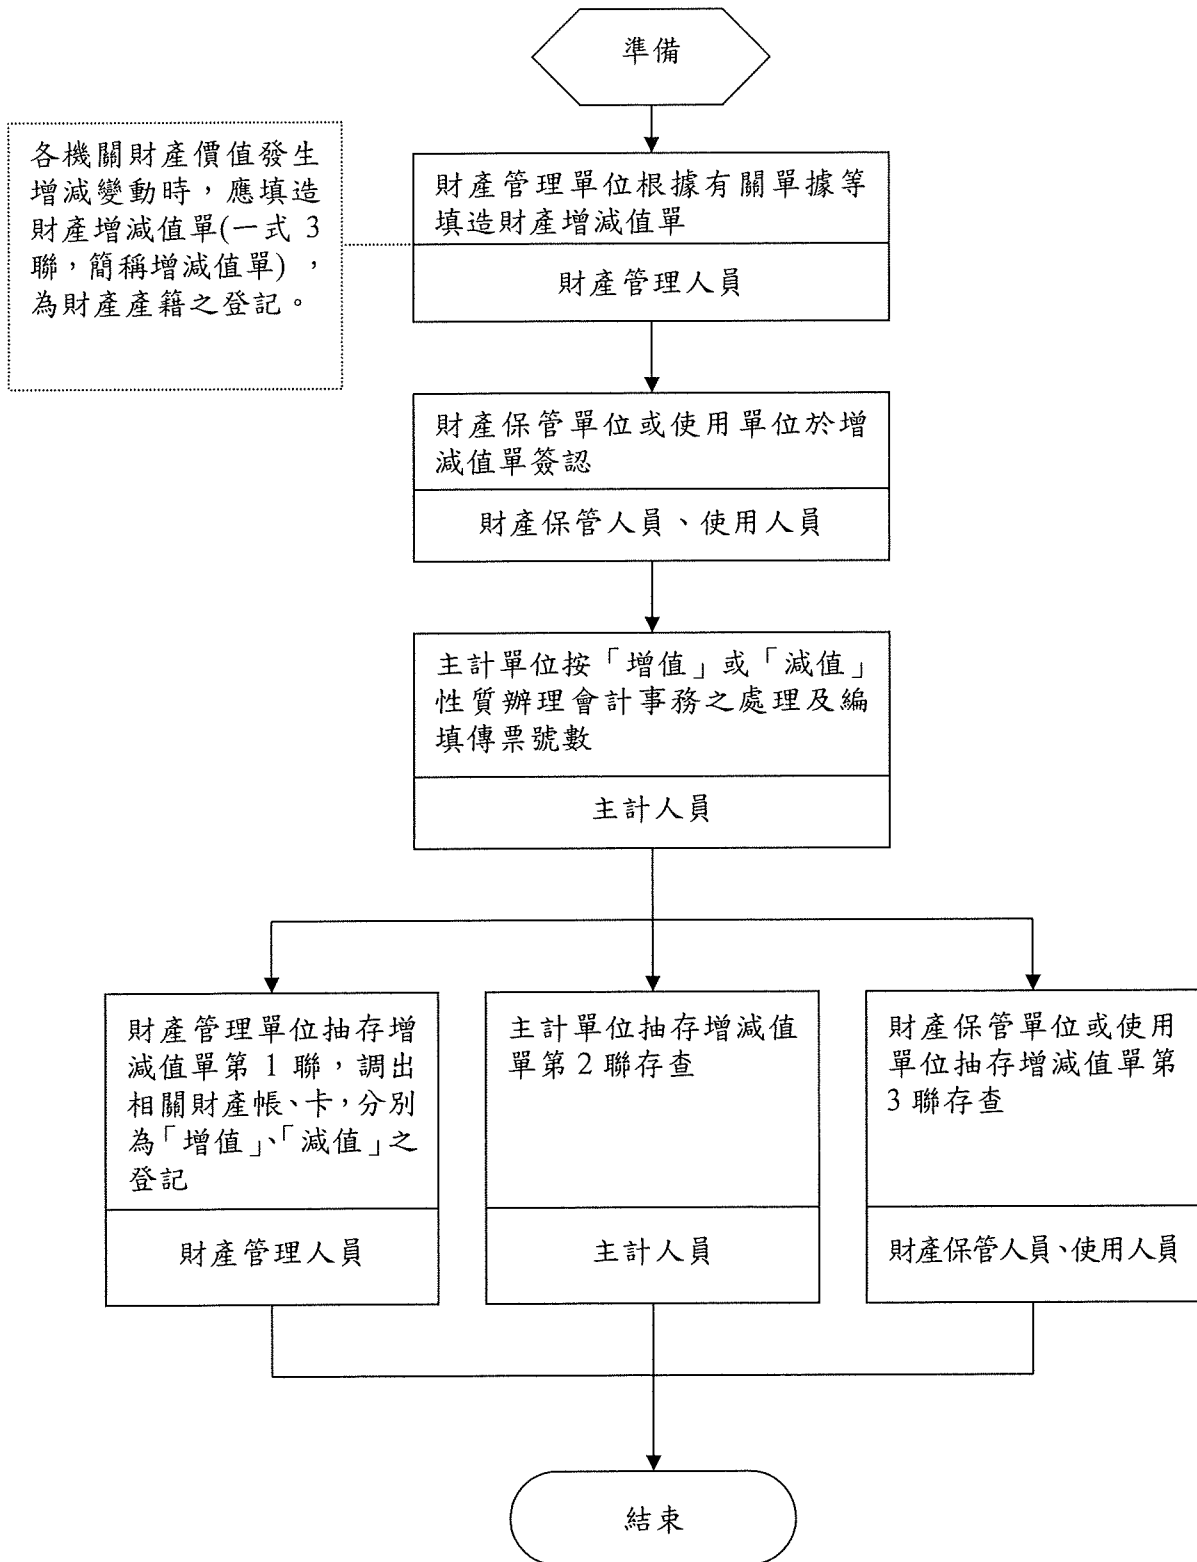 準備
各機關財產價值發生
增減變動時，應填造
財產增減值單(一式 3
聯，簡稱增減值單)，
為財產產籍之登記。
財產管理單位根據有關單據等
填造財產增減值單
財產管理人員
財產保管單位或使用單位於增
減值單簽認
財產保管人員、使用人員
主計單位按「增值」或「減值」
性質辦理會計事務之處理及編
填傳票號數
主計人員
財產管理單位抽存增
減值單第 1 聯，調出
相關財產帳、卡，分別
為「增值」、「減值」之
登記
財產管理人員
主計單位抽存增減值
單第 2 聯存查
主計人員
財產保管單位或使用
單位抽存增減值單第
3 聯存查
財產保管人員、使用人員
結束